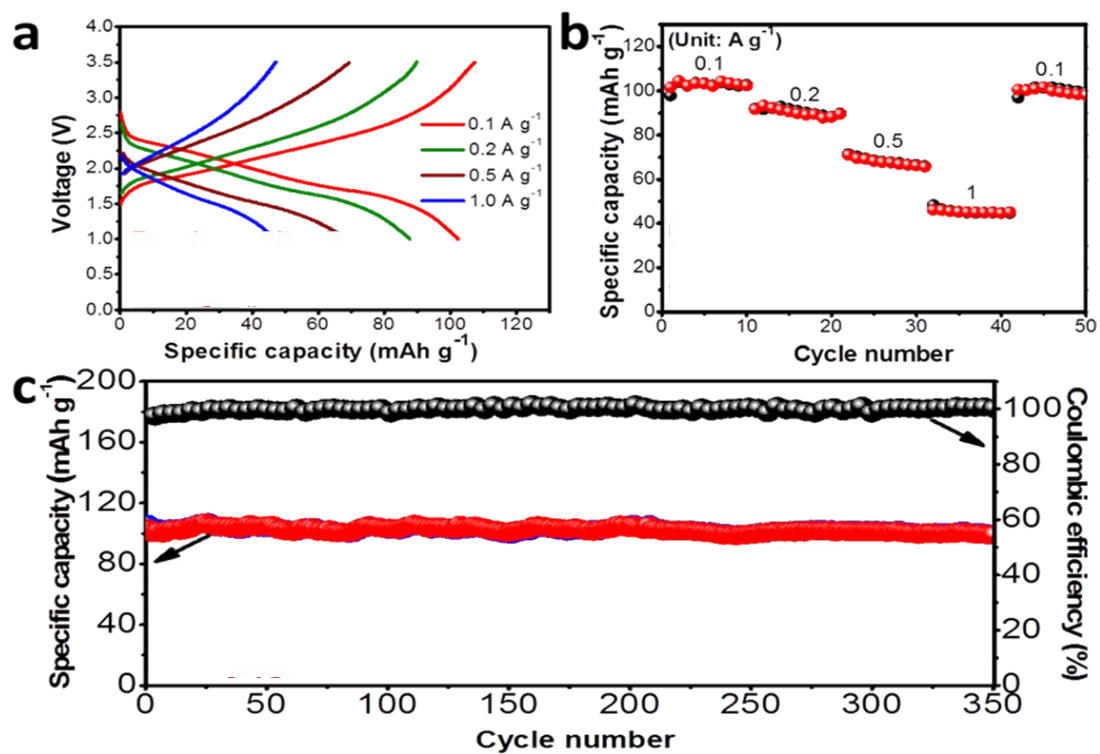 a
4.0
3.5
3.0
2.5
2.0
1.5
1.0
0.5
0.0
Voltage (V)
0.1 A g⁻¹
0.2 A g⁻¹
0.5 A g⁻¹
1.0 A g⁻¹
0 20 40 60 80 100 120
Specific capacity (mAh g⁻¹)
b
(Unit: A g⁻¹)
120
100
80
60
40
20
0
Specific capacity (mAh g⁻¹)
0.1
0.2
0.5
1
0.1
0 10 20 30 40 50
Cycle number
c
200
160
120
80
40
0
Specific capacity (mAh g⁻¹)
100
80
60
40
20
0
Coulombic efficiency (%)
0 50 100 150 200 250 300 350
Cycle number